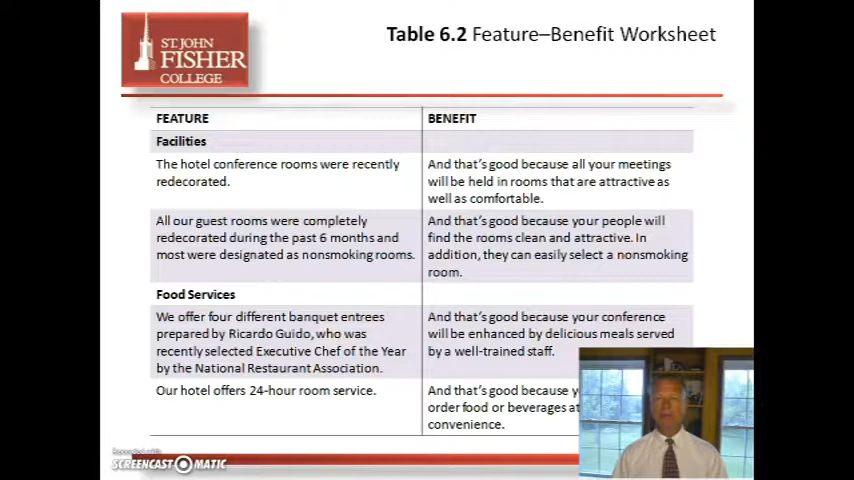 ST. JOHN
FISHER
COLLEGE
Table 6.2 Feature–Benefit Worksheet
FEATURE
BENEFIT
Facilities
The hotel conference rooms were recently
redecorated.
And that's good because all your meetings
will be held in rooms that are attractive as
well as comfortable.
All our guest rooms were completely
redecorated during the past 6 months and
most were designated as nonsmoking rooms.
And that's good because your people will
find the rooms clean and attractive. In
addition, they can easily select a nonsmoking
room.
Food Services
We offer four different banquet entrees
prepared by Ricardo Guido, who was
recently selected Executive Chef of the Year
by the National Restaurant Association.
And that's good because your conference
will be enhanced by delicious meals served
by a well-trained staff.
Our hotel offers 24-hour room service.
And that's good because
order food or beverages at
convenience.
SCREENCAST MATIC